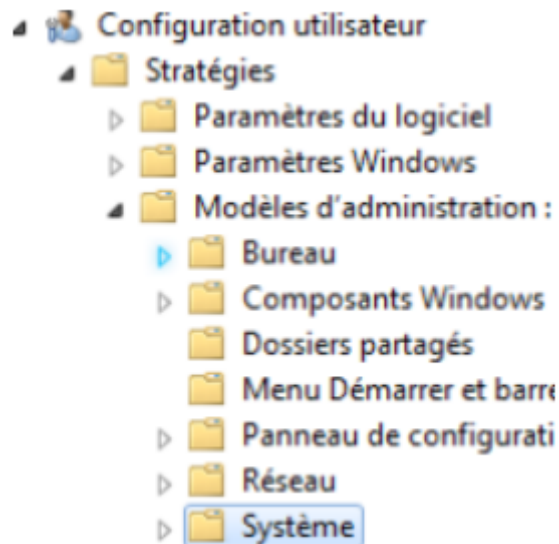 Configuration utilisateur
Stratégies
Paramètres du logiciel
Paramètres Windows
Modèles d'administration :
Bureau
Composants Windows
Dossiers partagés
Menu Démarrer et barre
Panneau de configurati
Réseau
Système